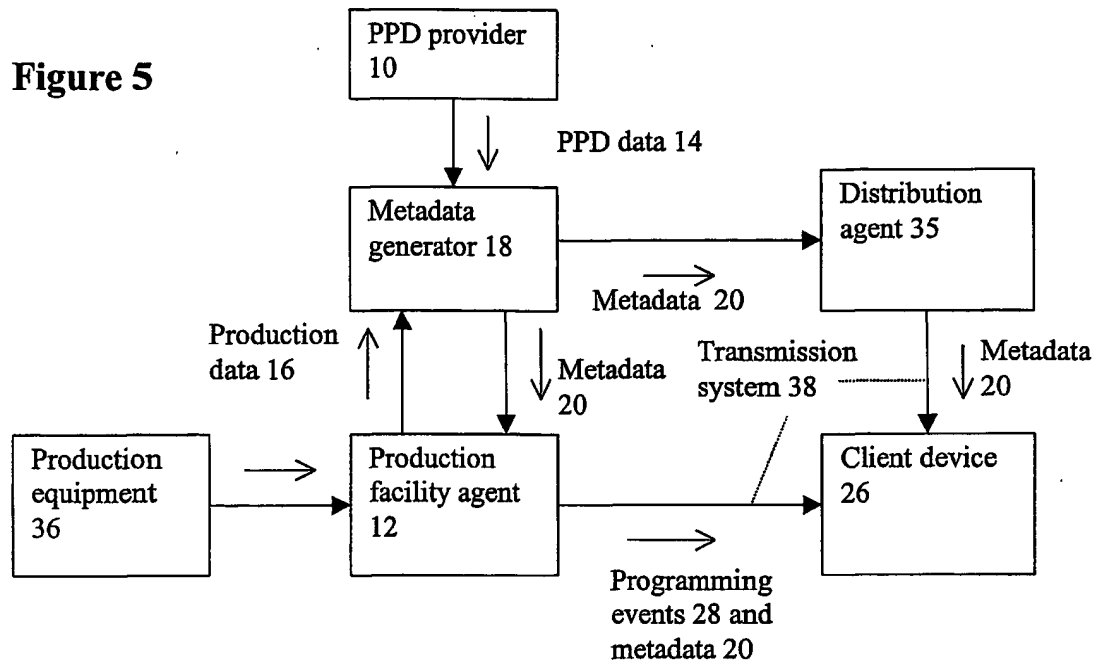 Figure 5
PPD provider
10
PPD data 14
Metadata
generator 18
Distribution
agent 35
Metadata 20
Production
data 16
Metadata
20
Transmission
system 38
Metadata
20
Production
equipment
36
Production
facility agent
12
Client device
26
Programming
events 28 and
metadata 20